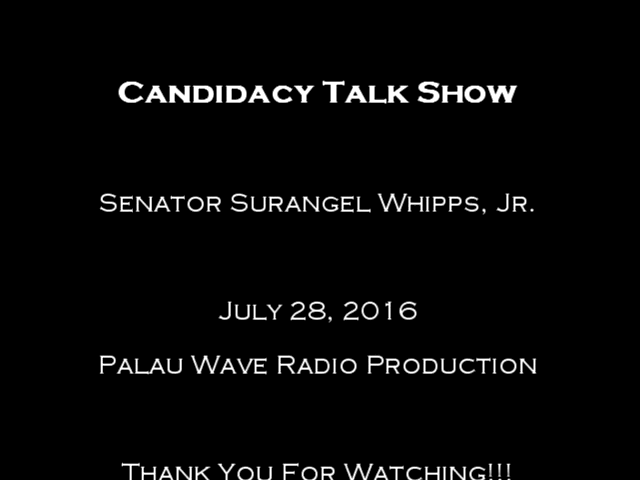 Candidacy Talk Show
Senator Surangel Whipps, Jr.
July 28, 2016
Palau Wave Radio Production
Thank You For Watching!!!